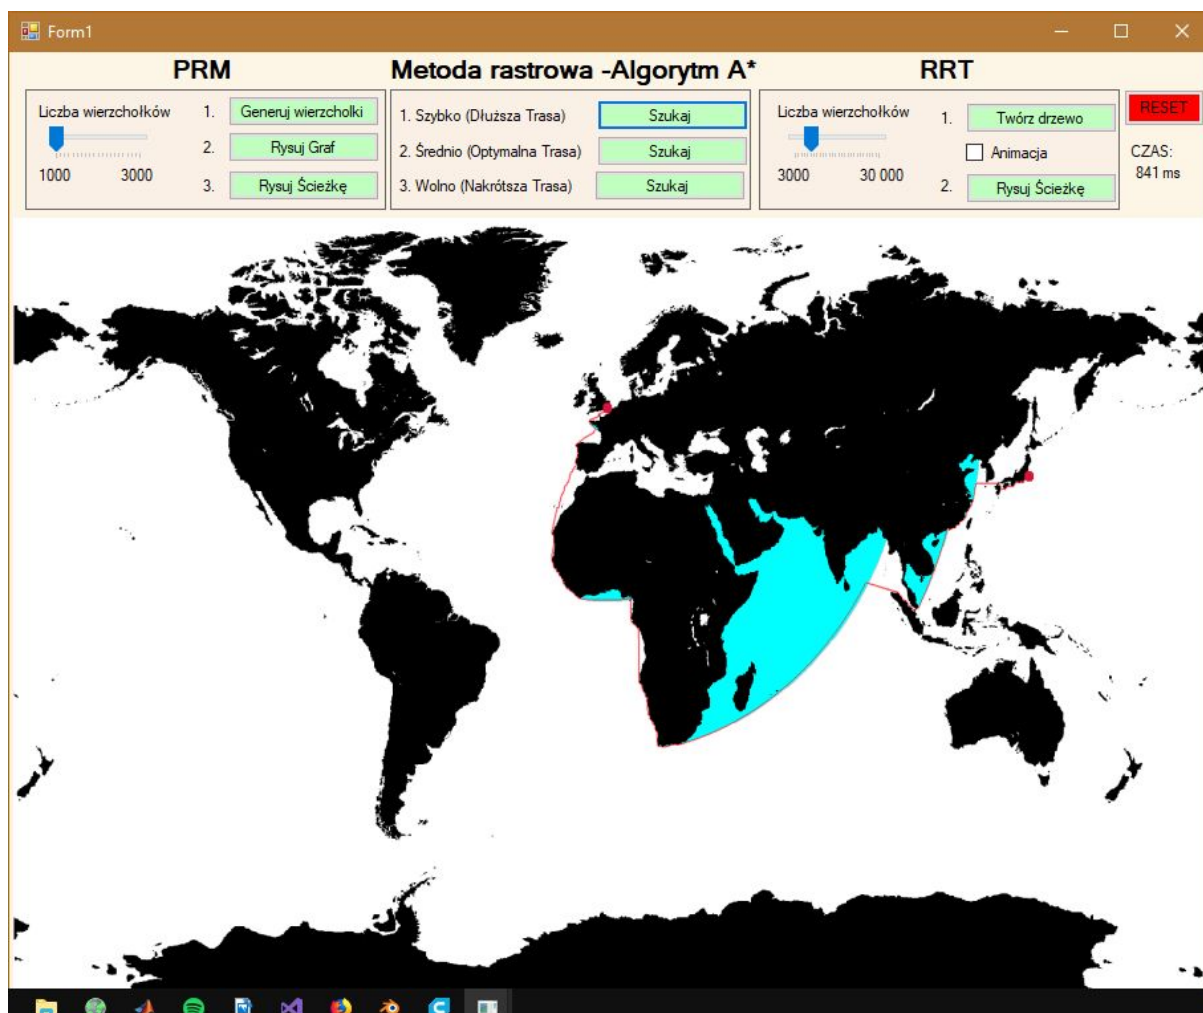 Form1
PRM
Metoda rastrowa -Algorytm A*
RRT
Liczba wierzchołków
1000
3000
1.
Generuj wierzcholki
2.
Rysuj Graf
3.
Rysuj Ścieżkę
1. Szybko (Dłuższa Trasa)
Szukaj
2. Średnio (Optymalna Trasa)
Szukaj
3. Wolno (Nakrótsza Trasa)
Szukaj
Liczba wierzchołków
3000
30 000
1.
Twórz drzewo
Animacja
2.
Rysuj Ścieżkę
RESET
CZAS:
841 ms